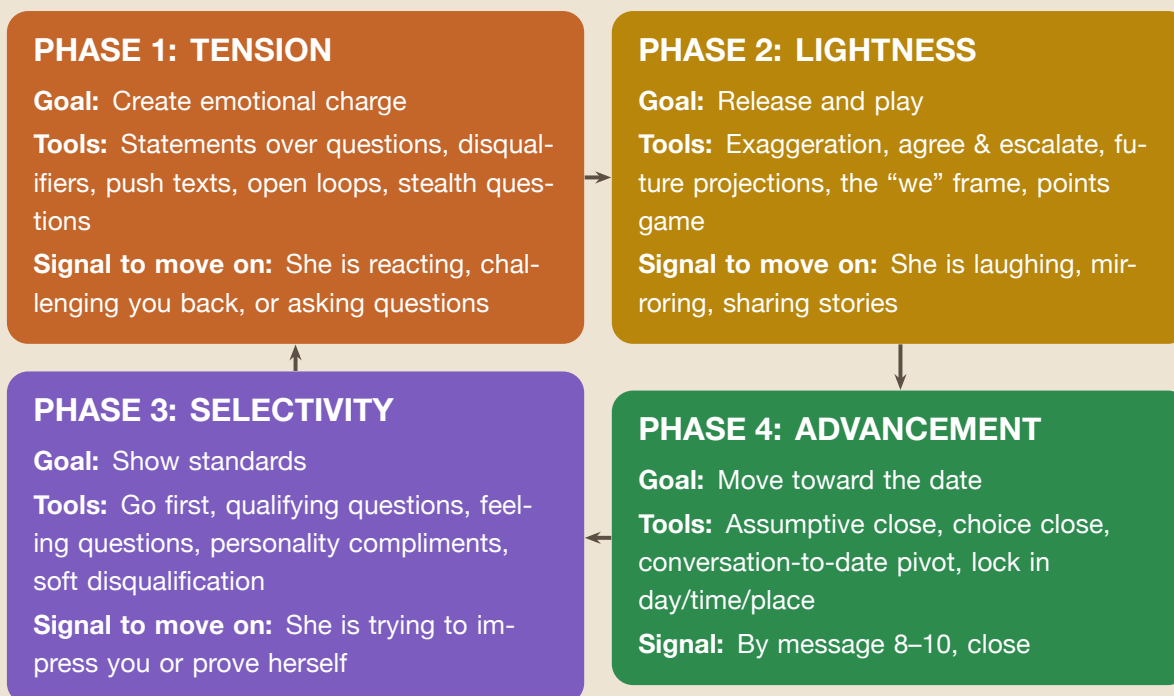 PHASE 1: TENSION
Goal: Create emotional charge
Tools: Statements over questions, disqual-
ifiers, push texts, open loops, stealth ques-
tions
Signal to move on: She is reacting, chal-
lenging you back, or asking questions
PHASE 2: LIGHTNESS
Goal: Release and play
Tools: Exaggeration, agree & escalate, fu-
ture projections, the “we” frame, points
game
Signal to move on: She is laughing, mir-
roring, sharing stories
PHASE 3: SELECTIVITY
Goal: Show standards
Tools: Go first, qualifying questions, feel-
ing questions, personality compliments,
soft disqualification
Signal to move on: She is trying to im-
press you or prove herself
PHASE 4: ADVANCEMENT
Goal: Move toward the date
Tools: Assumptive close, choice close,
conversation-to-date pivot, lock in
day/time/place
Signal: By message 8–10, close